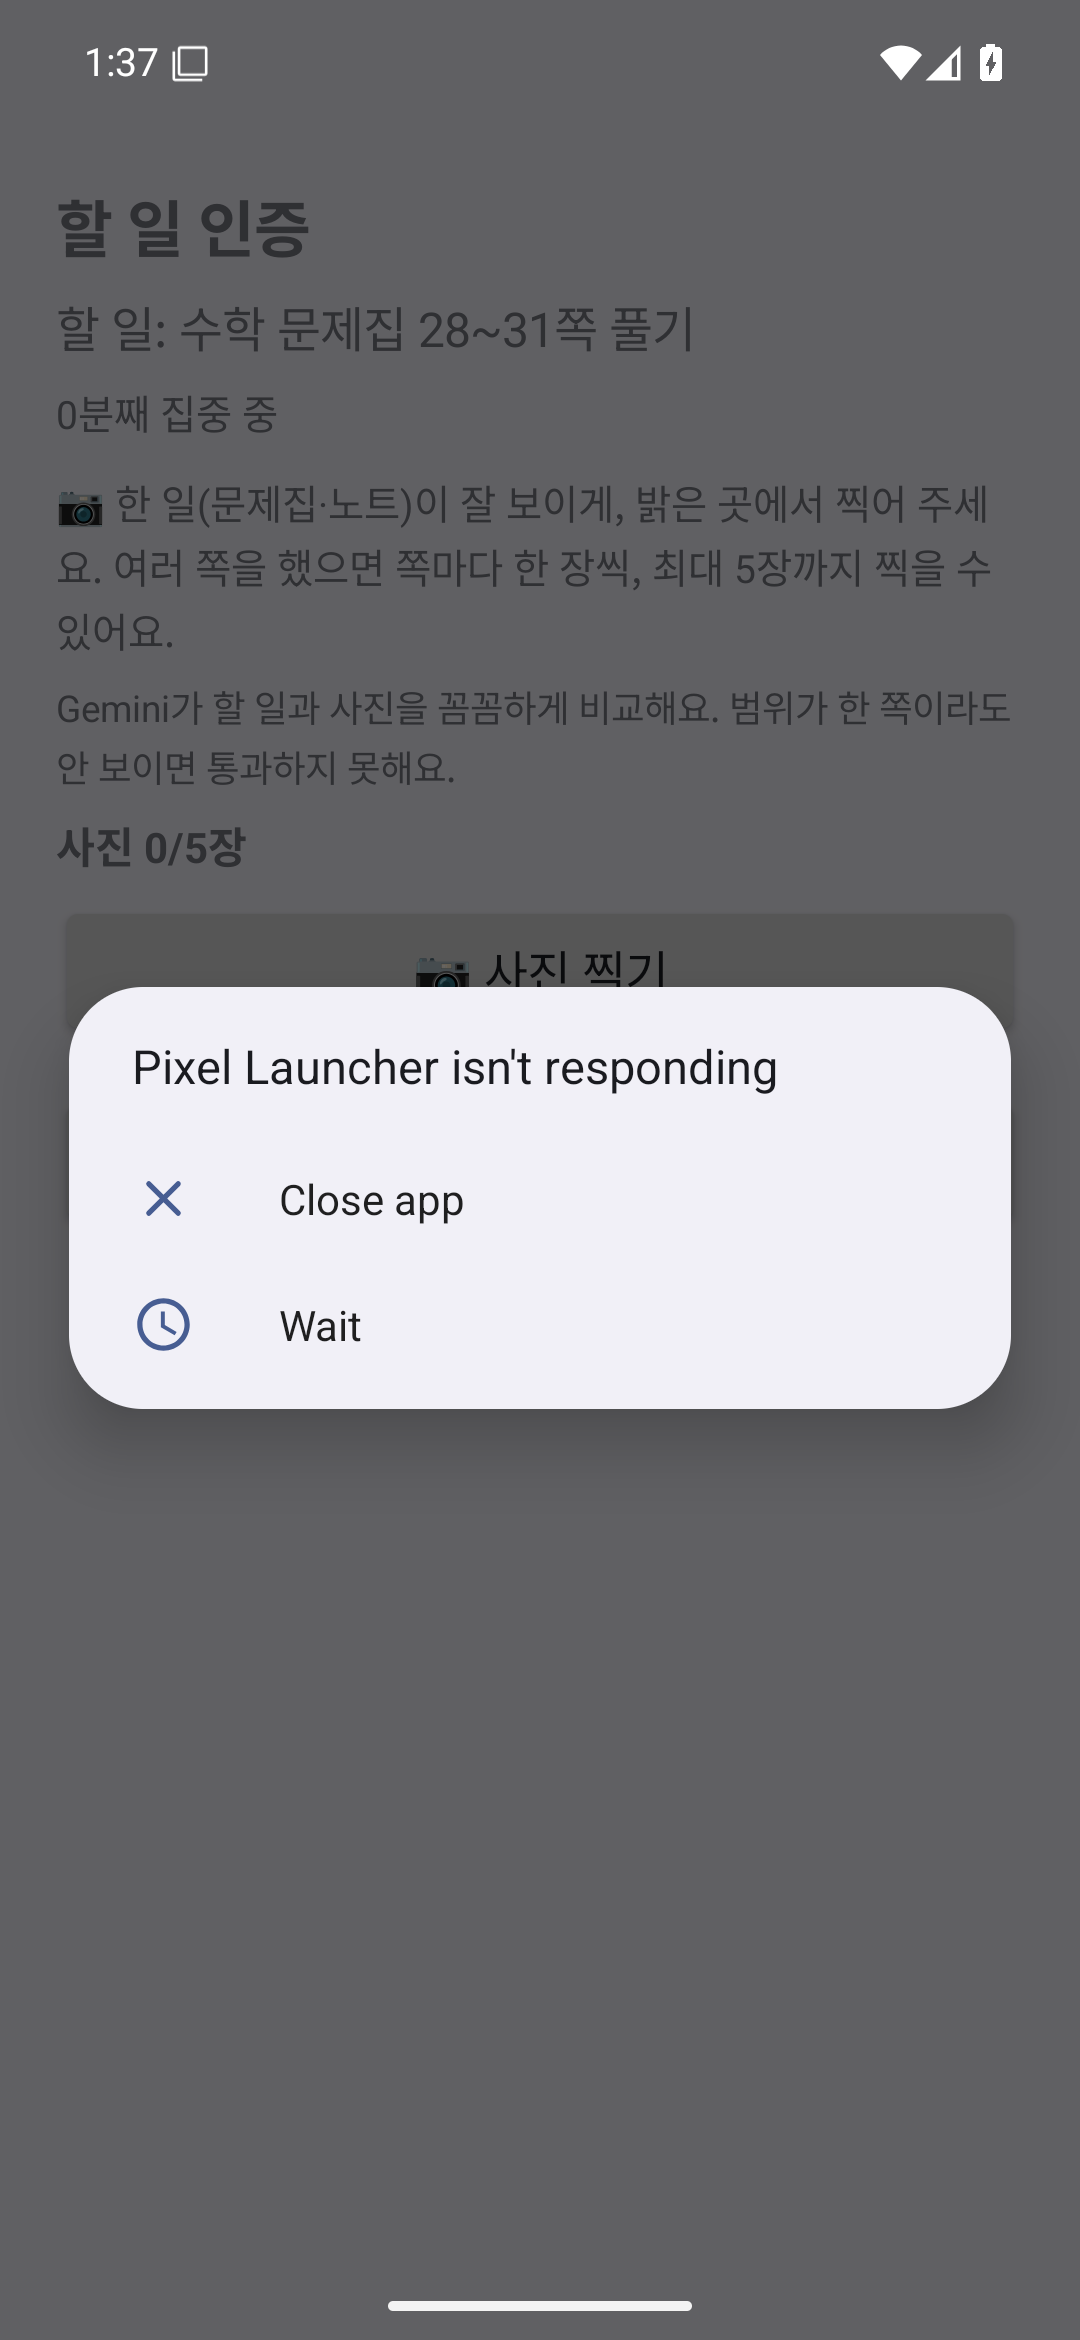 1:37
할 일 인증
할 일: 수학 문제집 28~31쪽 풀기
0분째 집중 중
📷 한 일(문제집·노트)이 잘 보이게, 밝은 곳에서 찍어 주세
요. 여러 쪽을 했으면 쪽마다 한 장씩, 최대 5장까지 찍을 수
있어요.
Gemini가 할 일과 사진을 꼼꼼하게 비교해요. 범위가 한 쪽이라도
안 보이면 통과하지 못해요.
사진 0/5장
📷 사진 찍기
Pixel Launcher isn't responding
Close app
Wait